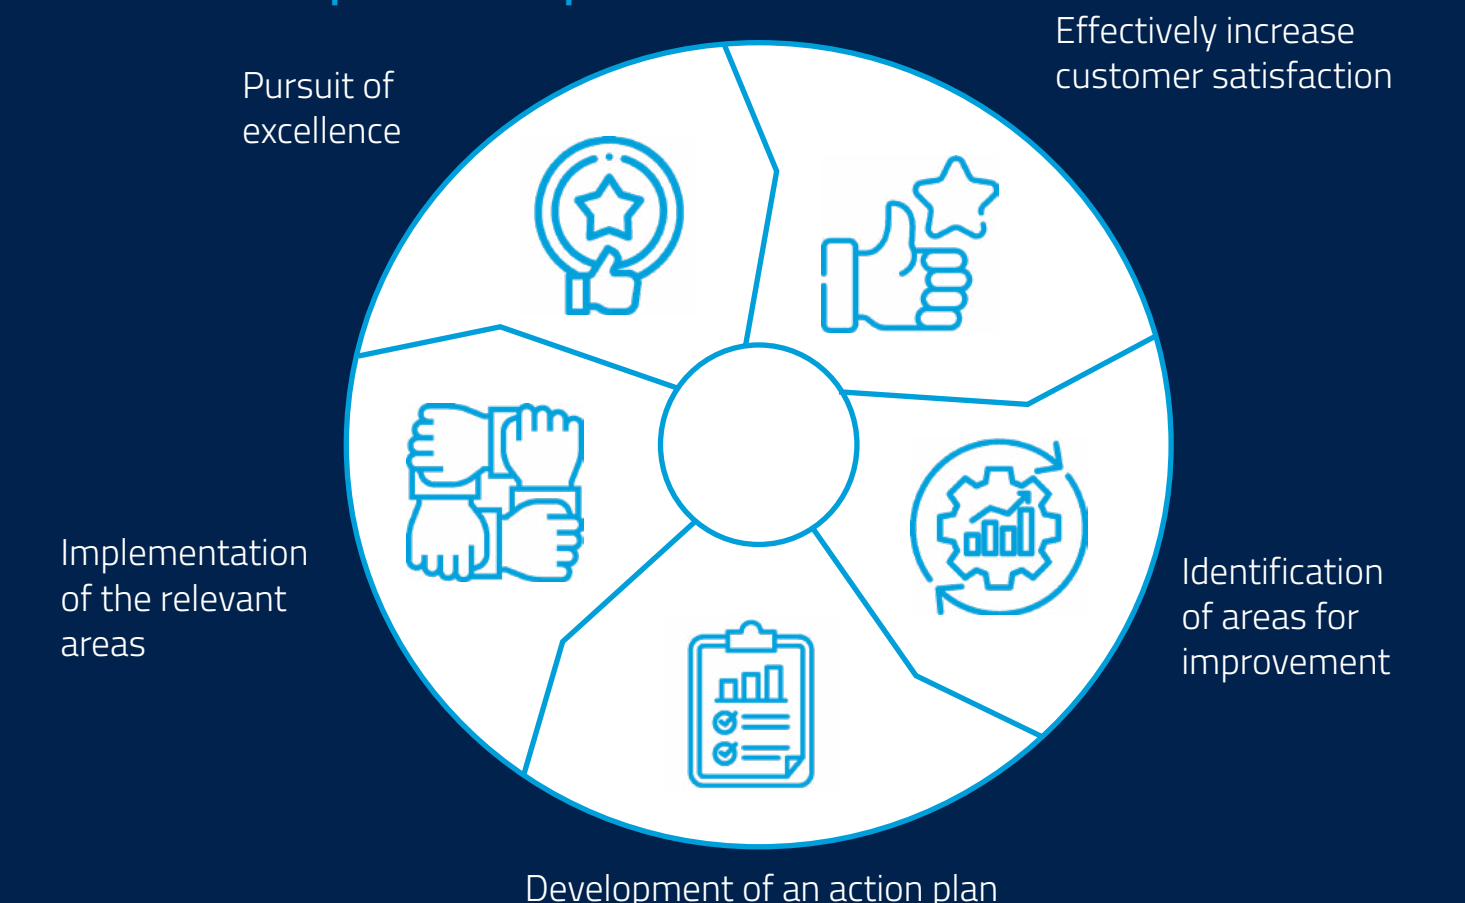 Effectively increase
customer satisfaction
Pursuit of
excellence
Implementation
of the relevant
areas
Identification
of areas for
improvement
Development of an action plan